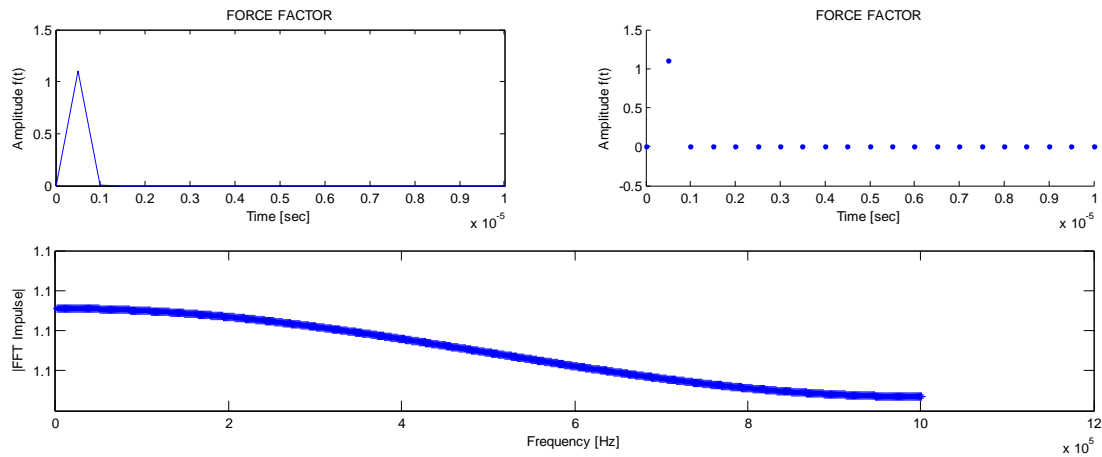 FORCE FACTOR
1.5
1
0.5
0
Amplitude f(t)
0 0.1 0.2 0.3 0.4 0.5 0.6 0.7 0.8 0.9 1
Time [sec]
x 10^-5
FORCE FACTOR
1.5
1
0.5
0
-0.5
Amplitude f(t)
0 0.1 0.2 0.3 0.4 0.5 0.6 0.7 0.8 0.9 1
Time [sec]
x 10^-5
1.1
1.1
1.1
1.1
|FFT Impulse|
0 2 4 6 8 10 12
Frequency [Hz]
x 10^5